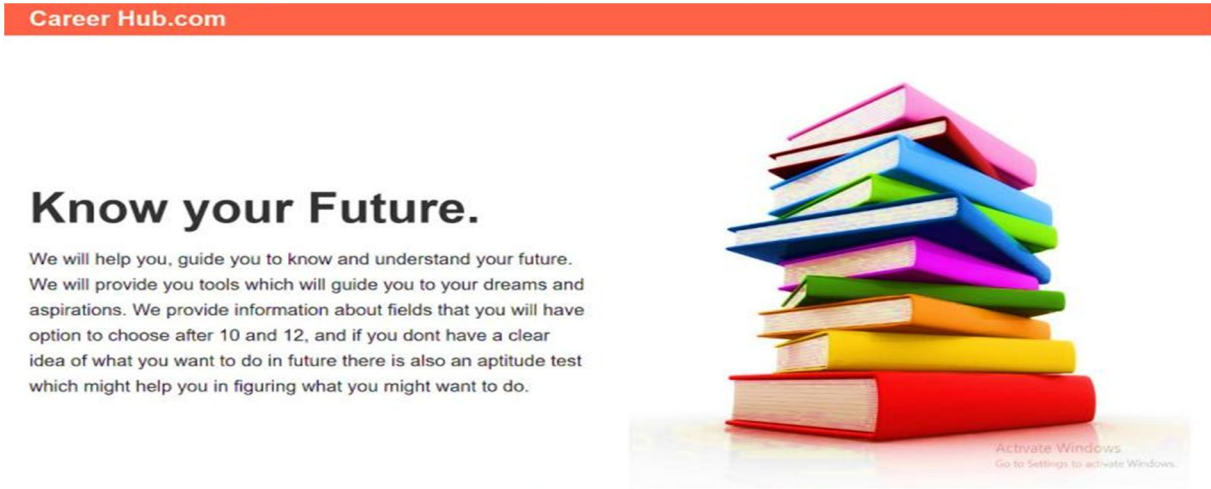 Career Hub.com
Know your Future.
We will help you, guide you to know and understand your future.
We will provide you tools which will guide you to your dreams and
aspirations. We provide information about fields that you will have
option to choose after 10 and 12, and if you dont have a clear
idea of what you want to do in future there is also an aptitude test
which might help you in figuring what you might want to do.
Activate Windows
Go to Settings to activate Windows.